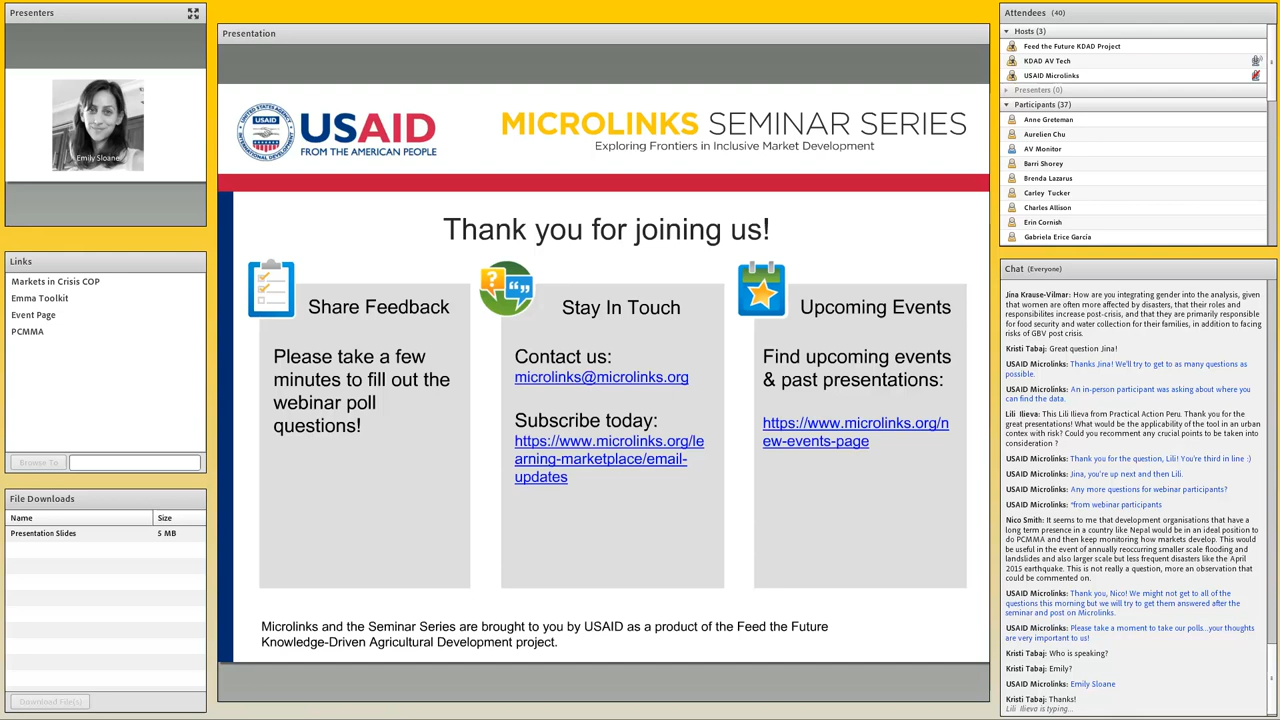 Presenters
Emily Sloane
Links
Markets in Crisis COP
Emma Toolkit
Event Page
PCMMA
Browse To
File Downloads
Name Size
Presentation Slides 5 MB
Download File(s)
Presentation
UNITED STATES AGENCY
USAID
INTERNATIONAL DEVELOPMENT
USAID
FROM THE AMERICAN PEOPLE
MICROLINKS SEMINAR SERIES
Exploring Frontiers in Inclusive Market Development
Thank you for joining us!
Share Feedback
Please take a few
minutes to fill out the
webinar poll
questions!
Stay In Touch
Contact us:
microlinks@microlinks.org
Subscribe today:
https://www.microlinks.org/le
arning-marketplace/email-
updates
Upcoming Events
Find upcoming events
& past presentations:
https://www.microlinks.org/n
ew-events-page
Microlinks and the Seminar Series are brought to you by USAID as a product of the Feed the Future
Knowledge-Driven Agricultural Development project.
Attendees (40)
Hosts (3)
Feed the Future KDAD Project
KDAD AV Tech
USAID Microlinks
Presenters (0)
Participants (37)
Anne Greteman
Aurelien Chu
AV Monitor
Barri Shorey
Brenda Lazarus
Carley Tucker
Charles Allison
Erin Cornish
Gabriela Erice Garcia
Chat (Everyone)
Jina Krause-Vilmar: How are you integrating gender into the analysis, given
that women are often more affected by disasters, that their roles and
responsibilites increase post-crisis, and that they are primarily responsible
for food security and water collection for their families, in addition to facing
risks of GBV post crisis.
Kristi Tabaj: Great question Jina!
USAID Microlinks: Thanks Jina! We'll try to get to as many questions as
possible.
USAID Microlinks: An in-person participant was asking about where you
can find the data.
Lili Ilieva: This Lili Ilieva from Practical Action Peru. Thank you for the
great presentations! What would be the applicability of the tool in an urban
contex with risk? Could you recomment any crucial points to be taken into
consideration ?
USAID Microlinks: Thank you for the question, Lili! You're third in line :)
USAID Microlinks: Jina, you're up next and then Lili.
USAID Microlinks: Any more questions for webinar participants?
USAID Microlinks: *from webinar participants
Nico Smith: It seems to me that development organisations that have a
long term presence in a country like Nepal would be in an ideal position to
do PCMMA and then keep monitoring how markets develop. This would
be useful in the event of annually reoccurring smaller scale flooding and
landslides and also larger scale but less frequent disasters like the April
2015 earthquake. This is not really a question, more an observation that
could be commented on.
USAID Microlinks: Thank you, Nico! We might not get to all of the
questions this morning but we will try to get them answered after the
seminar and post on Microlinks.
USAID Microlinks: Please take a moment to take our polls...your thoughts
are very important to us!
Kristi Tabaj: Who is speaking?
Kristi Tabaj: Emily?
USAID Microlinks: Emily Sloane
Kristi Tabaj: Thanks!
Lili Ilieva is typing...